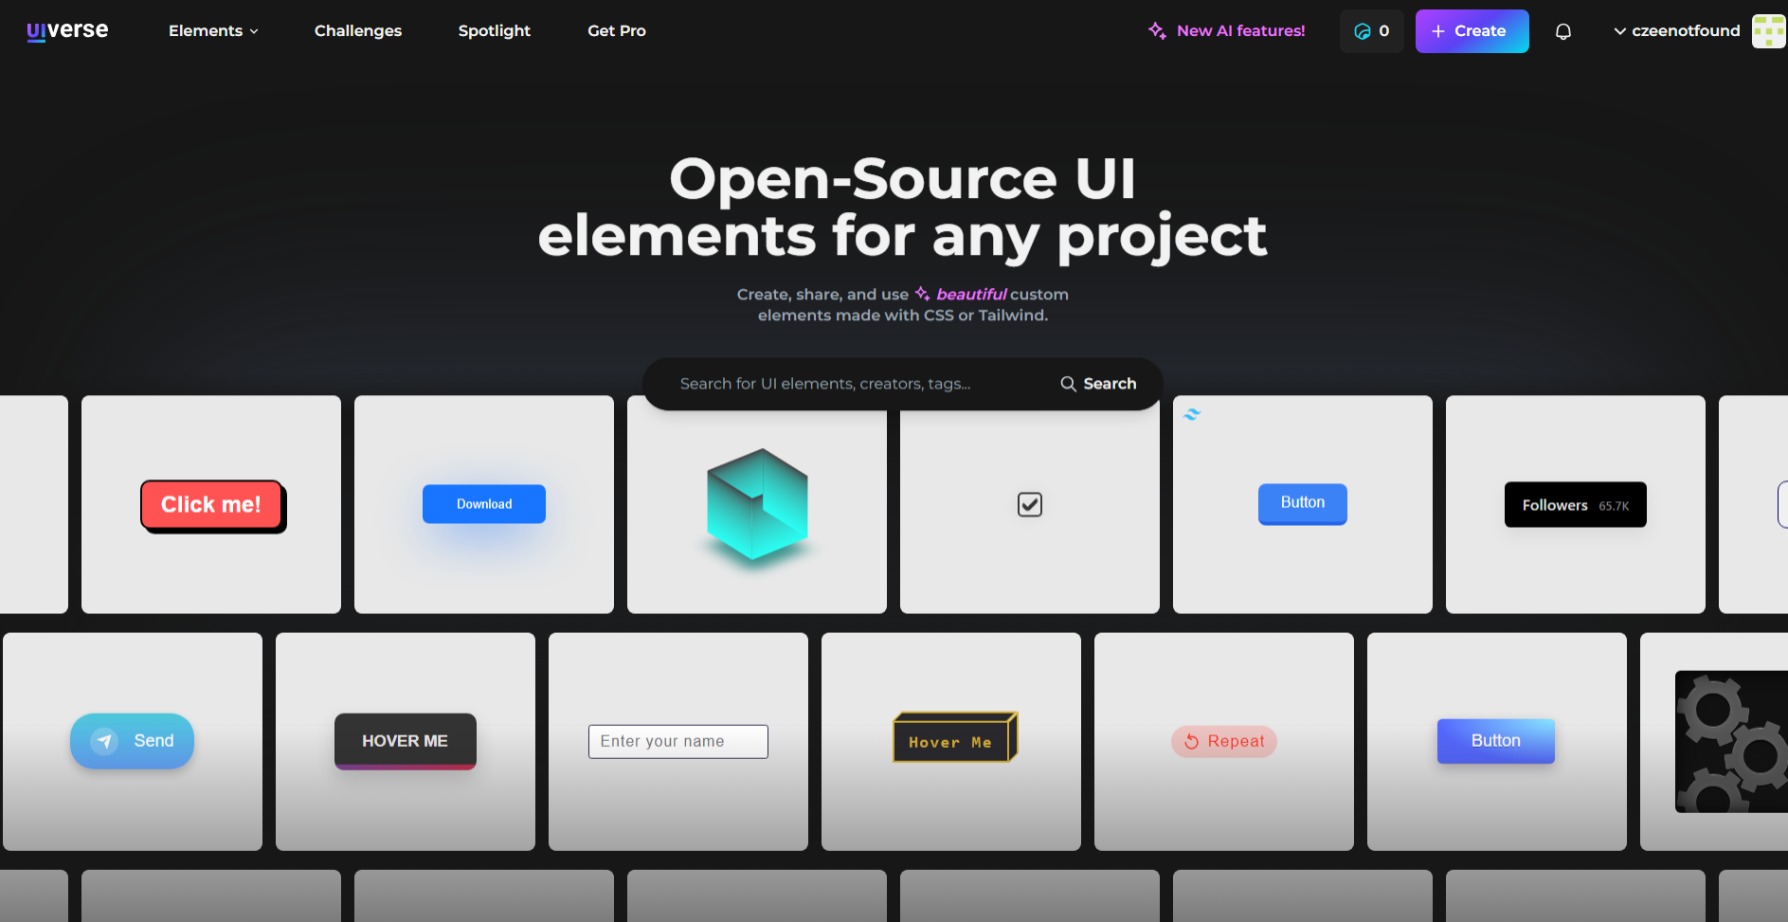 uiverse
Elements
Challenges
Spotlight
Get Pro
New AI features!
0
+ Create
czeenotfound
Open-Source UI
elements for any project
Create, share, and use beautiful custom
elements made with CSS or Tailwind.
Search for UI elements, creators, tags...
Search
Click me!
Download
Button
Followers 65.7K
Send
HOVER ME
Enter your name
Hover Me
Repeat
Button